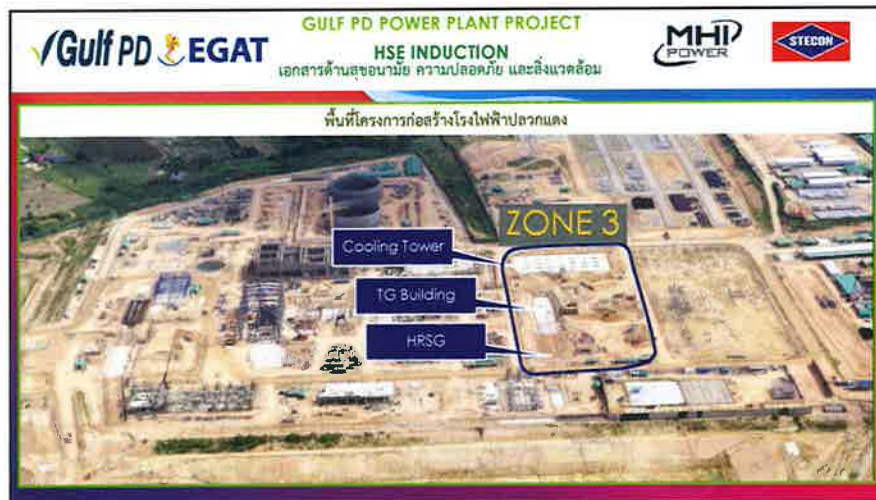 GULF PD POWER PLANT PROJECT
Gulf PD EGAT
HSE INDUCTION
เอกสารด้านสุขอนามัย ความปลอดภัย และสิ่งแวดล้อม
MHI
POWER
STECON
พื้นที่โครงการก่อสร้างโรงไฟฟ้าปลวกแดง
ZONE 3
Cooling Tower
TG Building
HRSG